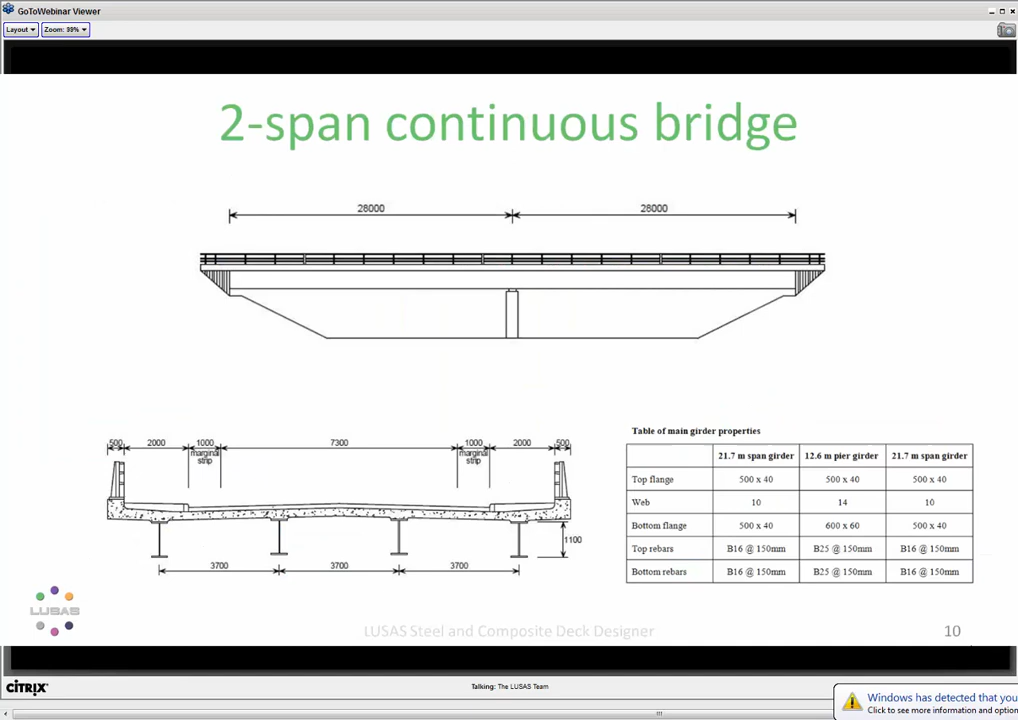 GoToWebinar Viewer
Layout Zoom: 99%
2-span continuous bridge
28000 28000
500 2000 1000 7300 1000 2000 500
marginal strip marginal strip
1100
3700 3700 3700
Table of main girder properties
21.7 m span girder 12.6 m pier girder 21.7 m span girder
Top flange 500 x 40 500 x 40 500 x 40
Web 10 14 10
Bottom flange 500 x 40 600 x 60 500 x 40
Top rebars B16 @ 150mm B25 @ 150mm B16 @ 150mm
Bottom rebars B16 @ 150mm B25 @ 150mm B16 @ 150mm
LUSAS
LUSAS Steel and Composite Deck Designer
10
CITRIX
Talking: The LUSAS Team
Windows has detected that you
Click to see more information and option